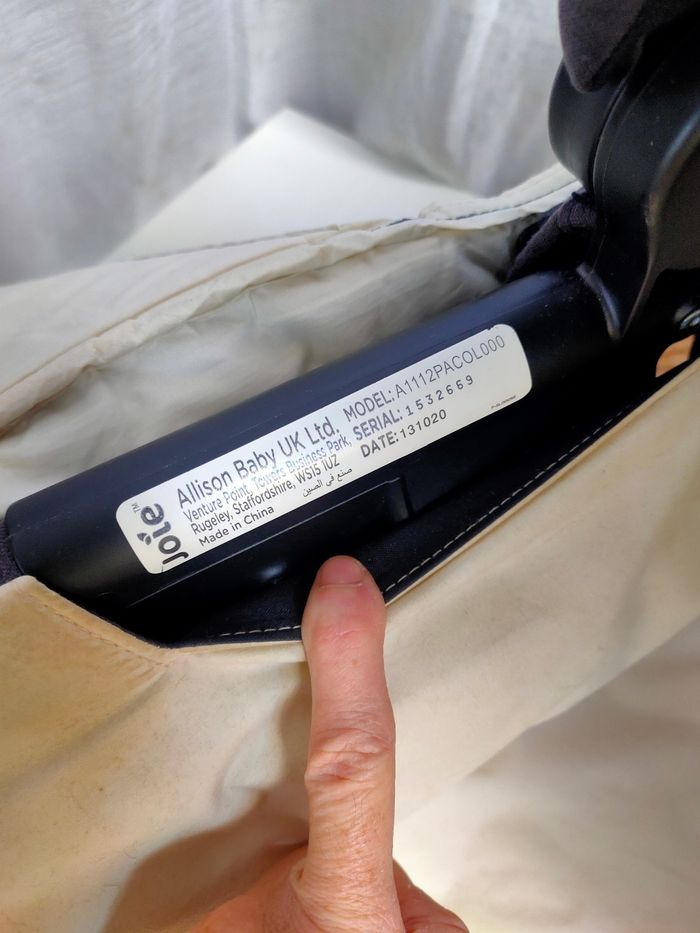 Joie™
Allison Baby UK Ltd.
Venture Point, Towers Business Park,
Rugeley, Staffordshire, WS15 1UZ
Made in China
صنع في الصين
MODEL: A1112PACOL000
SERIAL: 1532669
DATE: 131020